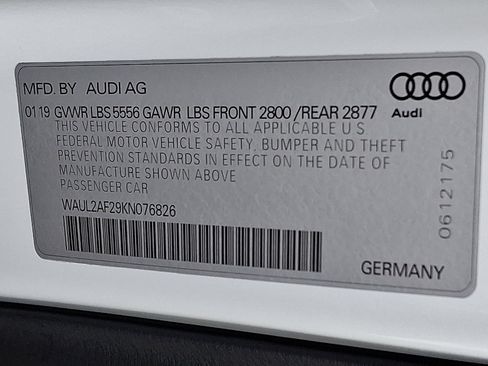 MFD. BY AUDI AG
Audi
01 19 GVWR LBS 5556 GAWR LBS FRONT 2800 /REAR 2877
THIS VEHICLE CONFORMS TO ALL APPLICABLE U S
FEDERAL MOTOR VEHICLE SAFETY, BUMPER AND THEFT
PREVENTION STANDARDS IN EFFECT ON THE DATE OF
MANUFACTURE SHOWN ABOVE
PASSENGER CAR
WAUL2AF29KN076826
0612175
GERMANY